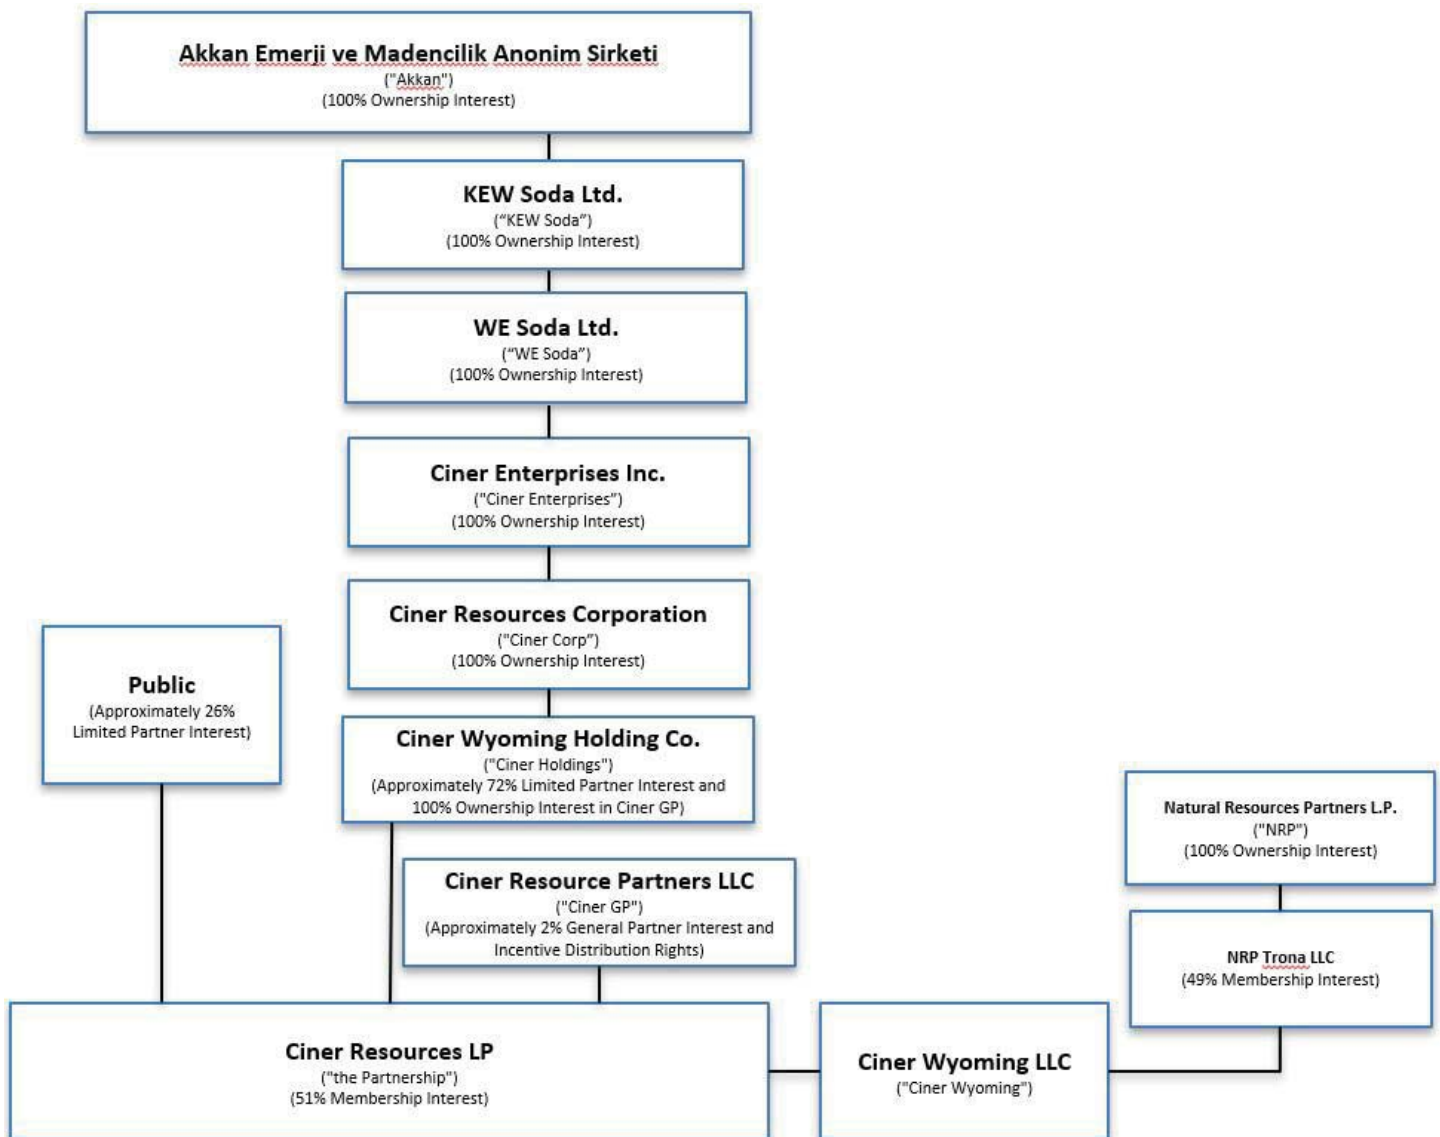 Akkan Emerji ve Madencilik Anonim Sirketi
("Akkan")
(100% Ownership Interest)
KEW Soda Ltd.
(“KEW Soda”)
(100% Ownership Interest)
WE Soda Ltd.
(“WE Soda”)
(100% Ownership Interest)
Ciner Enterprises Inc.
("Ciner Enterprises")
(100% Ownership Interest)
Ciner Resources Corporation
("Ciner Corp”)
(100% Ownership Interest)
Public
(Approximately 26%
Limited Partner Interest)
Ciner Wyoming Holding Co.
("Ciner Holdings")
(Approximately 72% Limited Partner Interest and
100% Ownership Interest in Ciner GP)
Natural Resources Partners L.P.
("NRP")
(100% Ownership Interest)
Ciner Resource Partners LLC
("Ciner GP")
(Approximately 2% General Partner Interest and
Incentive Distribution Rights)
NRP Trona LLC
(49% Membership Interest)
Ciner Resources LP
("the Partnership")
(51% Membership Interest)
Ciner Wyoming LLC
("Ciner Wyoming")